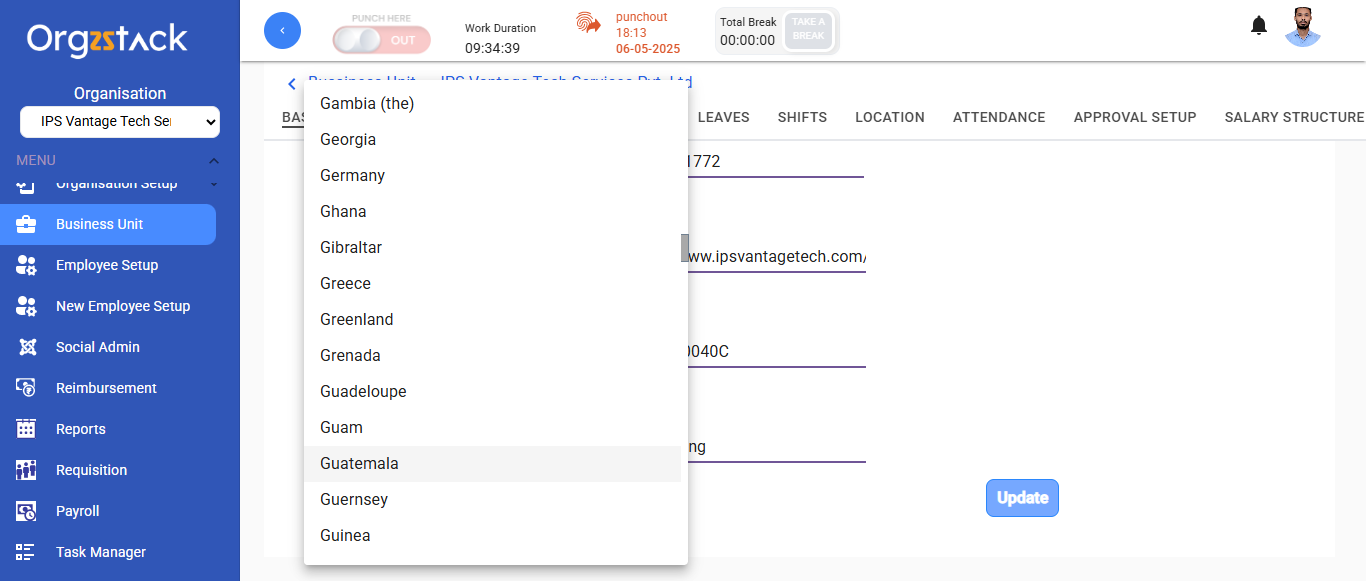 Orgzstack
Organisation
IPS Vantage Tech Ser
MENU
Organisation Setup
Business Unit
Employee Setup
New Employee Setup
Social Admin
Reimbursement
Reports
Requisition
Payroll
Task Manager
PUNCH HERE
OUT
Work Duration
09:34:39
punchout
18:13
06-05-2025
Total Break
00:00:00
TAKE A
BREAK
Bussiness Unit IPS Vantage Tech Services Pvt. Ltd
BAS LEAVES SHIFTS LOCATION ATTENDANCE APPROVAL SETUP SALARY STRUCTURE
Gambia (the)
Georgia
Germany
Ghana
Gibraltar
Greece
Greenland
Grenada
Guadeloupe
Guam
Guatemala
Guernsey
Guinea
1772
ww.ipsvantagetech.com/
0040C
ng
Update